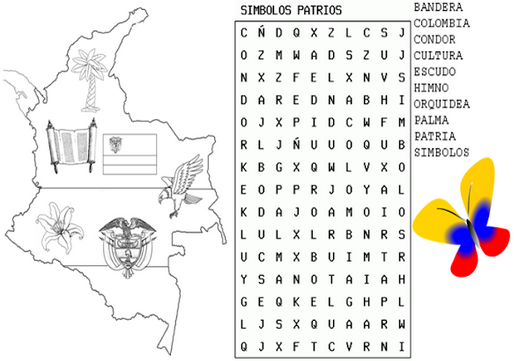 SIMBOLOS PATRIOS
C Ñ D Q X Z L C S J
O Z M W A D S Z U J
N X Z F E L X N V S
D A R E D N A B H I
O J X P I D C W F M
R L J Ñ U U O Q U B
K B G X Q W L V X O
E O P P R J O Y A L
K D A J O A M O I O
L U L X L R B N R S
U C M X B U I M T R
Y S A N O T A I A H
G E Q K E L G H P L
L J S X Q U A A R W
Q J X F T C V R N I
BANDERA
COLOMBIA
CONDOR
CULTURA
ESCUDO
HIMNO
ORQUIDEA
PALMA
PATRIA
SIMBOLOS